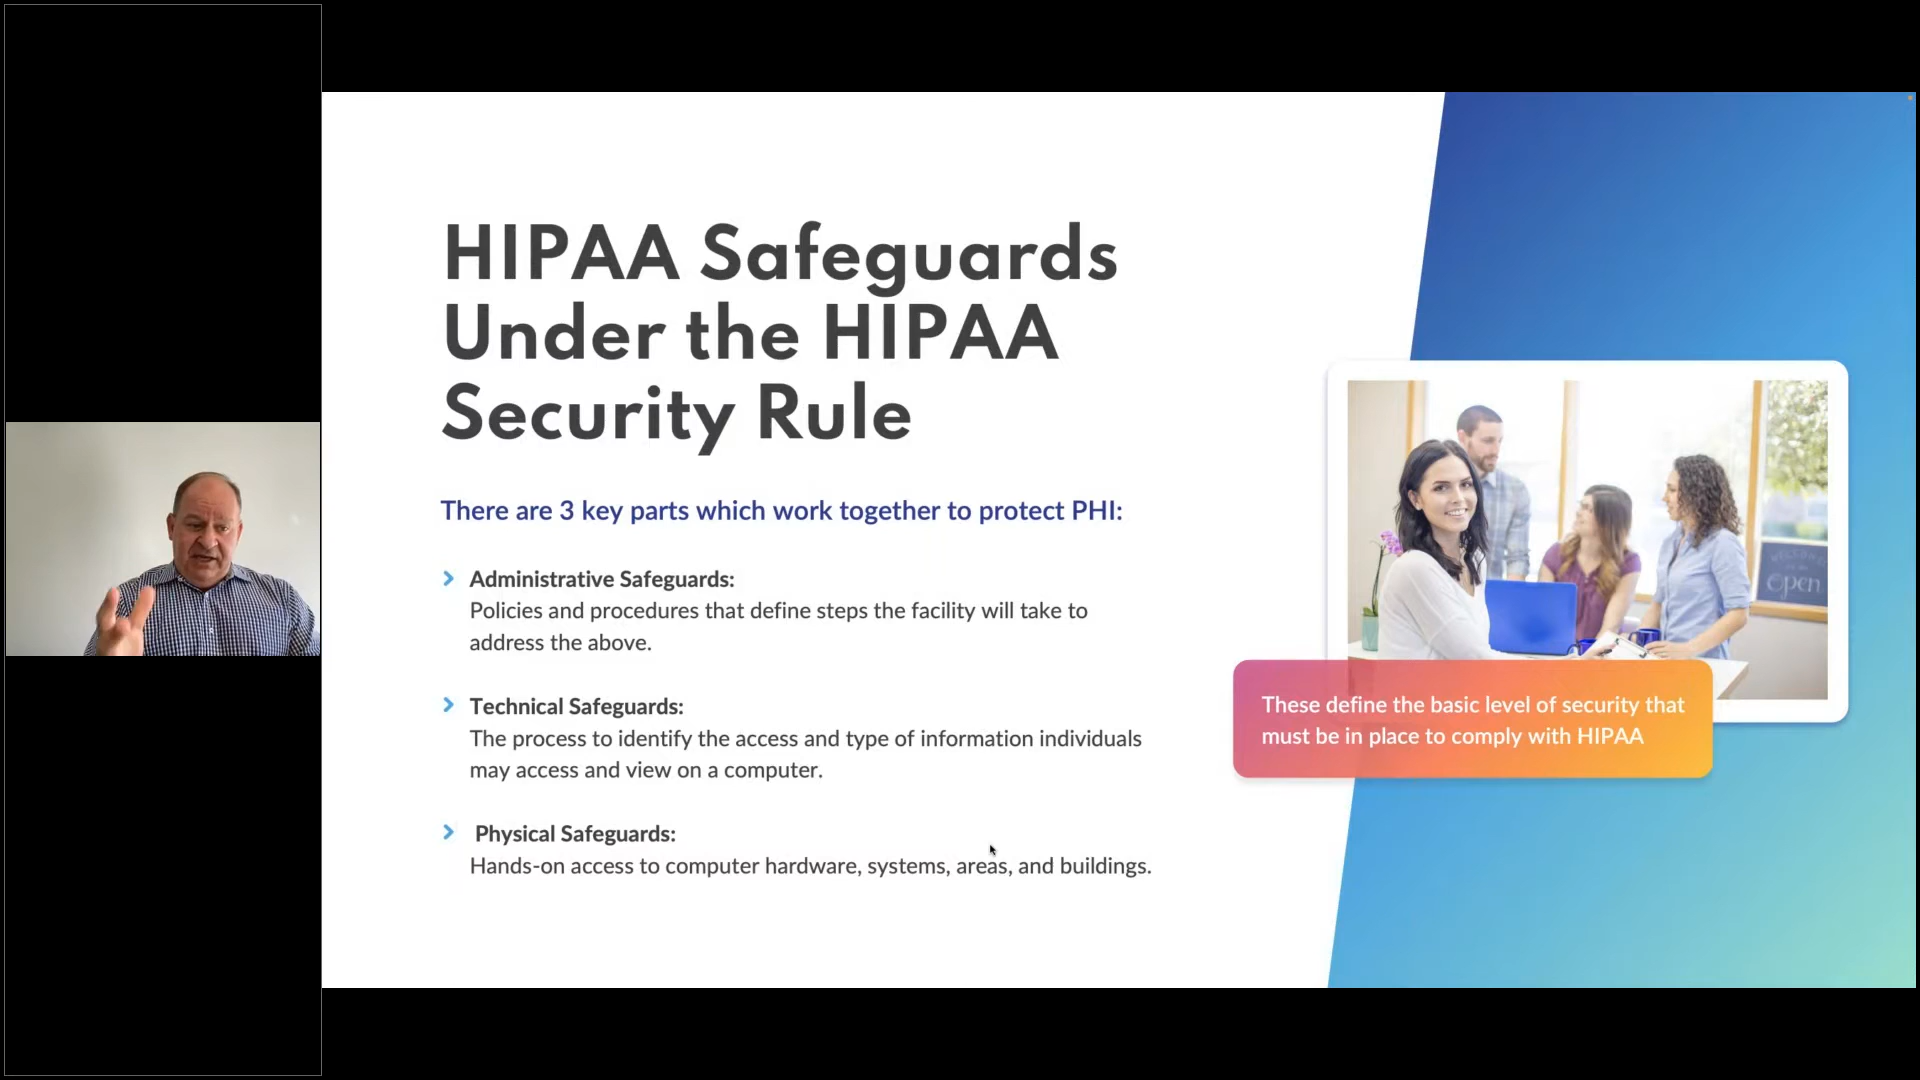 HIPAA Safeguards
Under the HIPAA
Security Rule
There are 3 key parts which work together to protect PHI:
Administrative Safeguards:
Policies and procedures that define steps the facility will take to
address the above.
Technical Safeguards:
The process to identify the access and type of information individuals
may access and view on a computer.
Physical Safeguards:
Hands-on access to computer hardware, systems, areas, and buildings.
Open
These define the basic level of security that
must be in place to comply with HIPAA